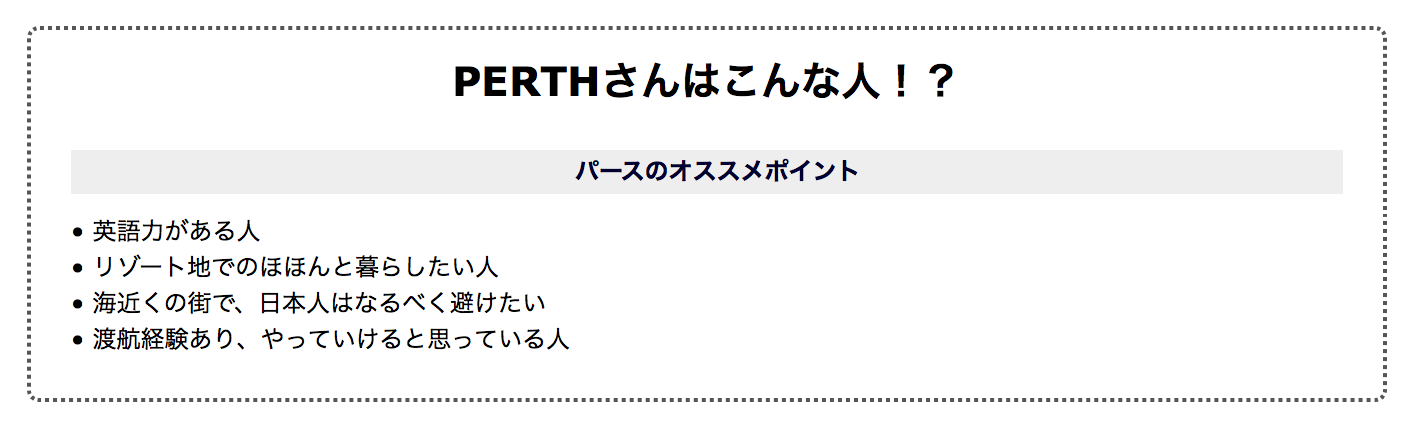 PERTHさんはこんな人！？
パースのオススメポイント
• 英語力がある人
• リゾート地でのほほんと暮らしたい人
• 海近くの街で、日本人はなるべく避けたい
• 渡航経験あり、やっていけると思っている人